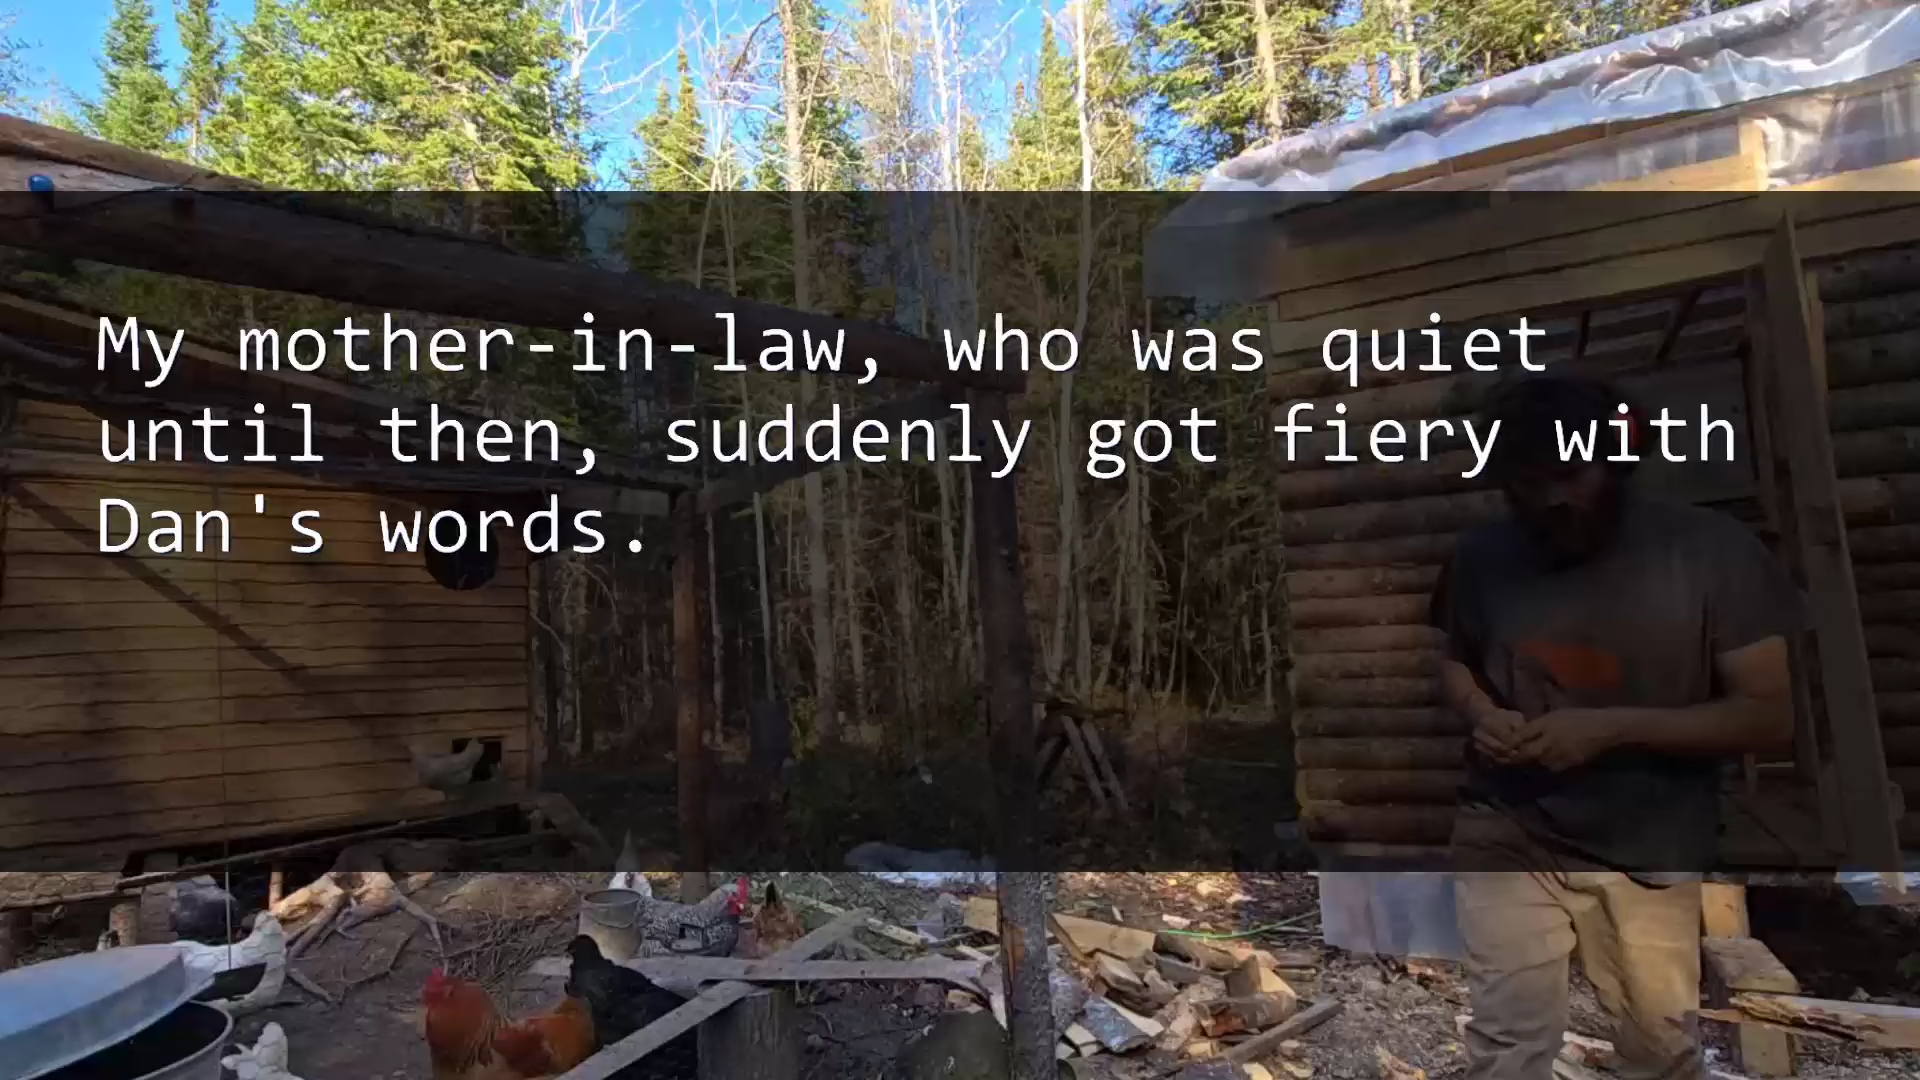 My mother-in-law, who was quiet
until then, suddenly got fiery with
Dan's words.